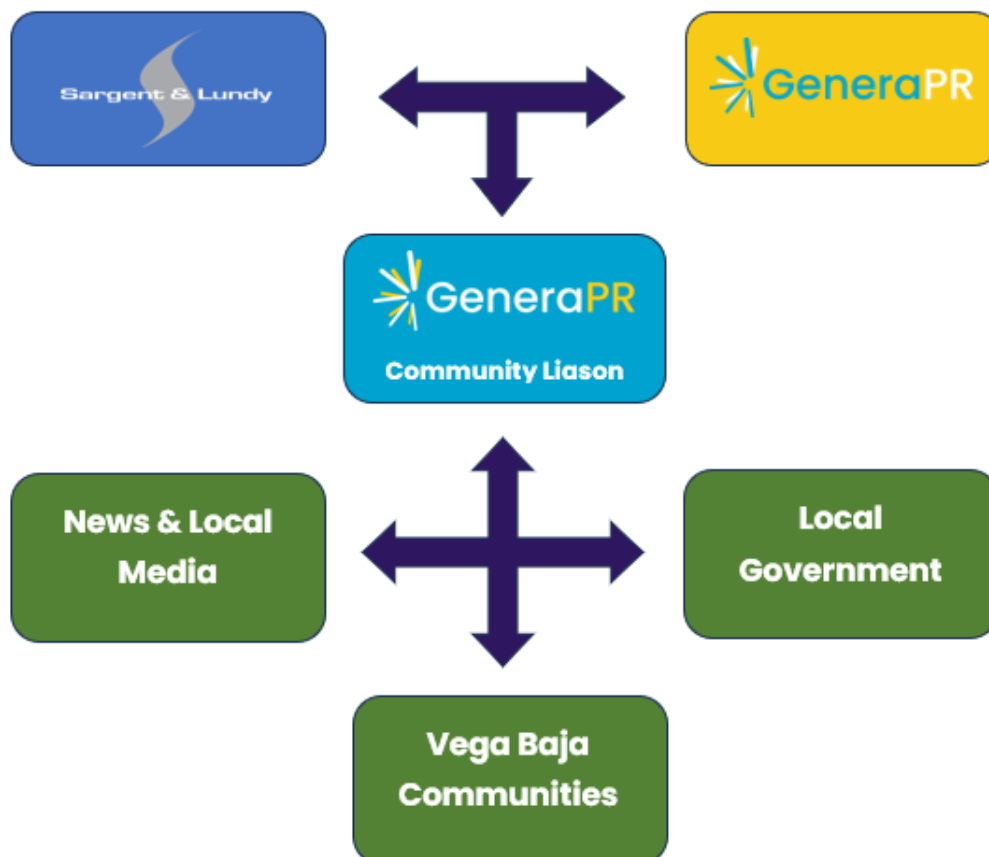 Sargent & Lundy
GeneraPR
GeneraPR
Community Liason
News & Local
Media
Local
Government
Vega Baja
Communities